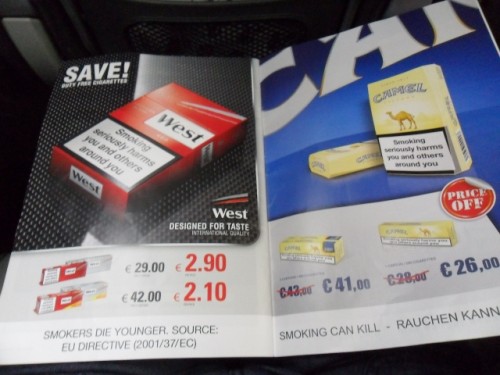 SAVE!
DUTY FREE CIGARETTES
West
Smoking
seriously harms
you and others
around you
West
West
DESIGNED FOR TASTE
INTERNATIONAL QUALITY
€ 29.00 € 2.90
€ 42.00 € 2.10
SMOKERS DIE YOUNGER. SOURCE:
EU DIRECTIVE (2001/37/EC)
CAM
CAMEL
Smoking
seriously harms
you and others
around you
PRICE
OFF
€43,00 € 41,00
€28,00 € 26,00
SMOKING CAN KILL - RAUCHEN KANN